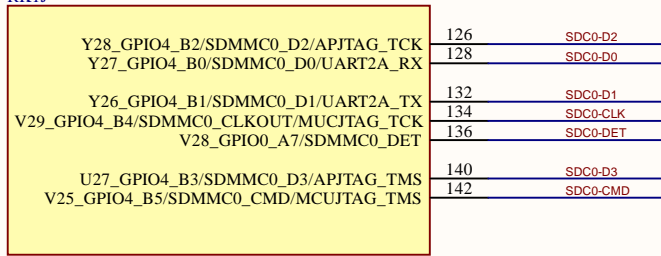 Y28_GPIO4_B2/SDMMC0_D2/APJTAG_TCK 126 SDC0-D2
Y27_GPIO4_B0/SDMMC0_D0/UART2A_RX 128 SDC0-D0
Y26_GPIO4_B1/SDMMC0_D1/UART2A_TX 132 SDC0-D1
V29_GPIO4_B4/SDMMC0_CLKOUT/MUCJTAG_TCK 134 SDC0-CLK
V28_GPIO0_A7/SDMMC0_DET 136 SDC0-DET
U27_GPIO4_B3/SDMMC0_D3/APJTAG_TMS 140 SDC0-D3
V25_GPIO4_B5/SDMMC0_CMD/MCUJTAG_TMS 142 SDC0-CMD